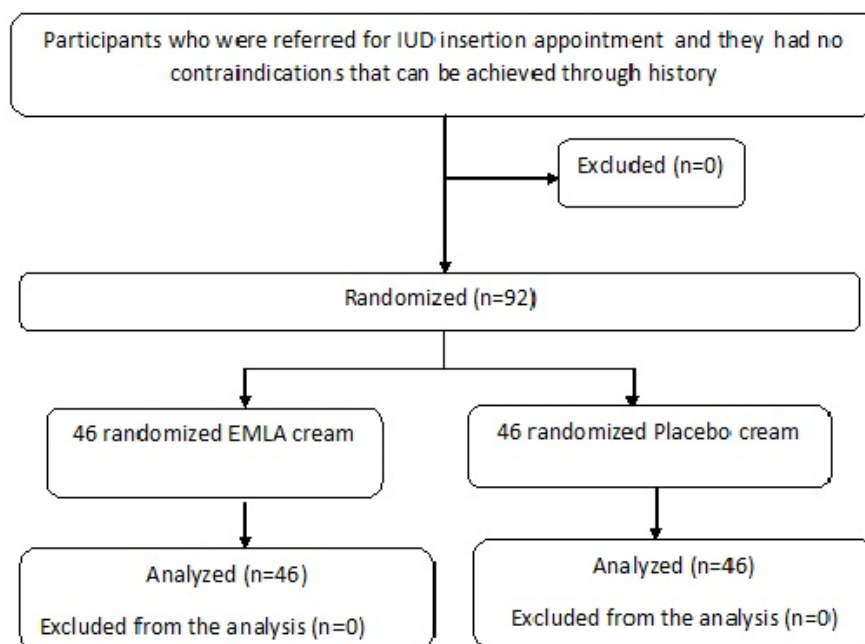 Participants who were referred for IUD insertion appointment and they had no
contraindications that can be achieved through history
Excluded (n=0)
Randomized (n=92)
46 randomized EMLA cream
46 randomized Placebo cream
Analyzed (n=46)
Excluded from the analysis (n=0)
Analyzed (n=46)
Excluded from the analysis (n=0)